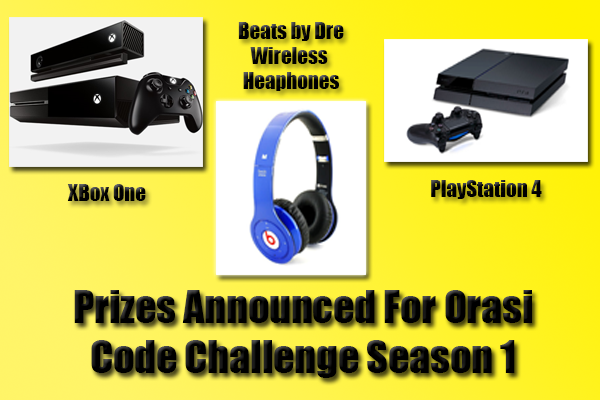 Beats by Dre
Wireless
Heaphones
XBox One
PlayStation 4
Prizes Announced For Orasi
Code Challenge Season 1